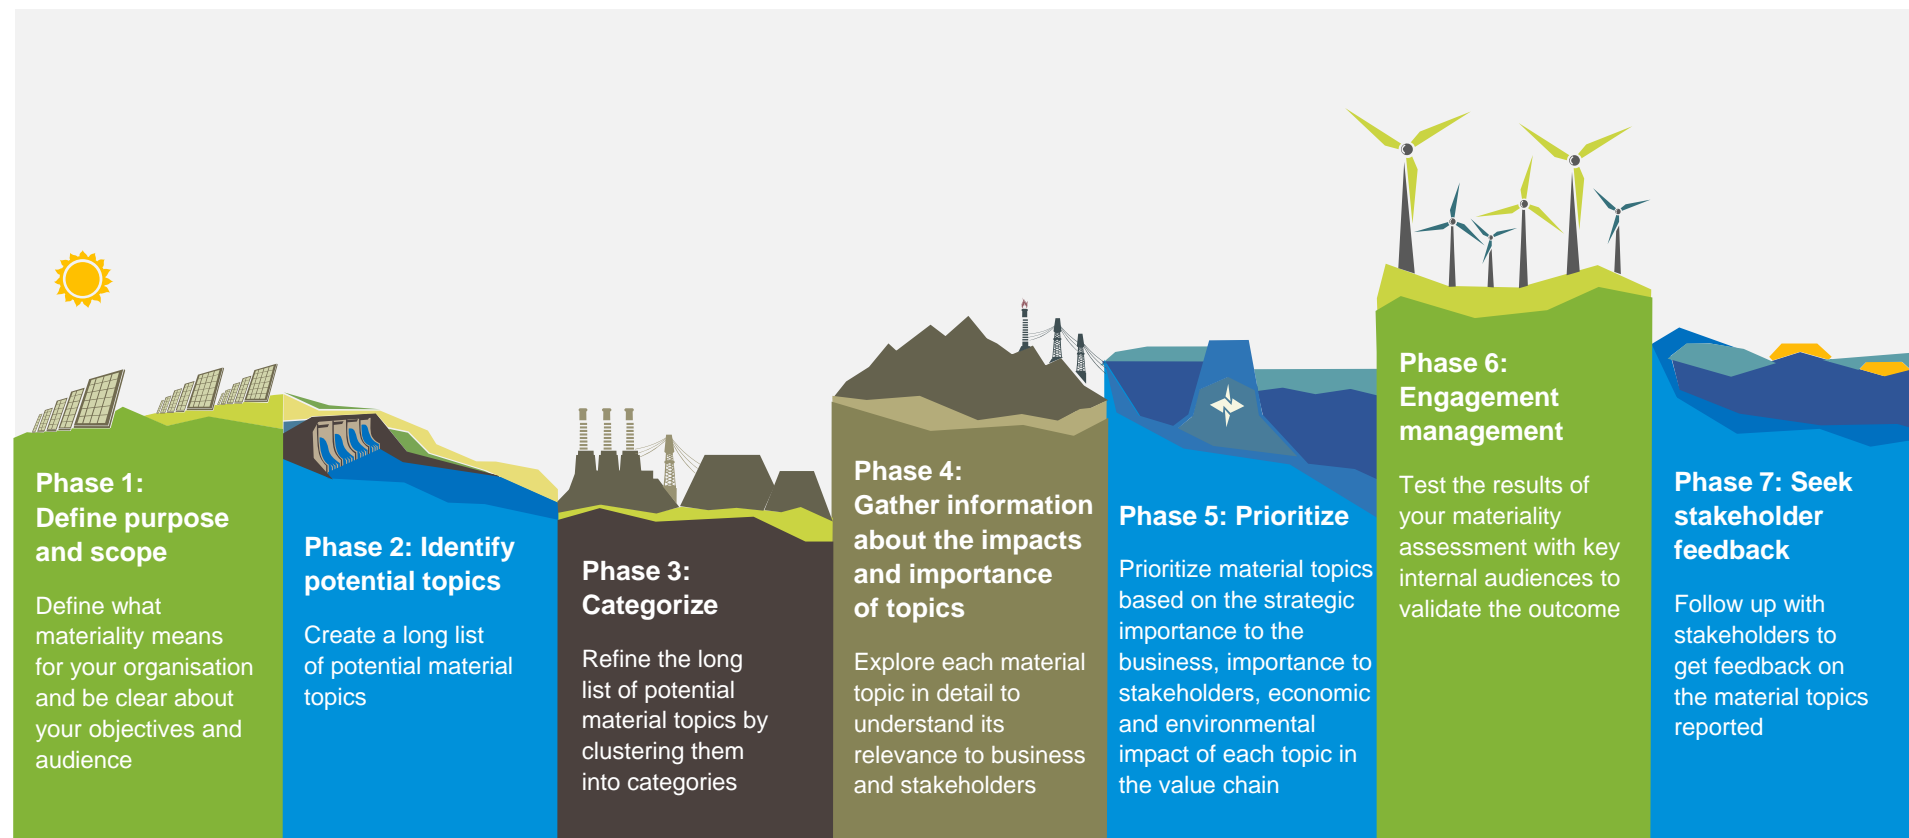 Phase 1:
Define purpose
and scope
Define what
materiality means
for your organisation
and be clear about
your objectives and
audience
Phase 2: Identify
potential topics
Create a long list
of potential material
topics
Phase 3:
Categorize
Refine the long
list of potential
material topics by
clustering them
into categories
Phase 4:
Gather information
about the impacts
and importance
of topics
Explore each material
topic in detail to
understand its
relevance to business
and stakeholders
Phase 5: Prioritize
Prioritize material topics
based on the strategic
importance to the
business, importance to
stakeholders, economic
and environmental
impact of each topic in
the value chain
Phase 6:
Engagement
management
Test the results of
your materiality
assessment with key
internal audiences to
validate the outcome
Phase 7: Seek
stakeholder
feedback
Follow up with
stakeholders to
get feedback on
the material topics
reported